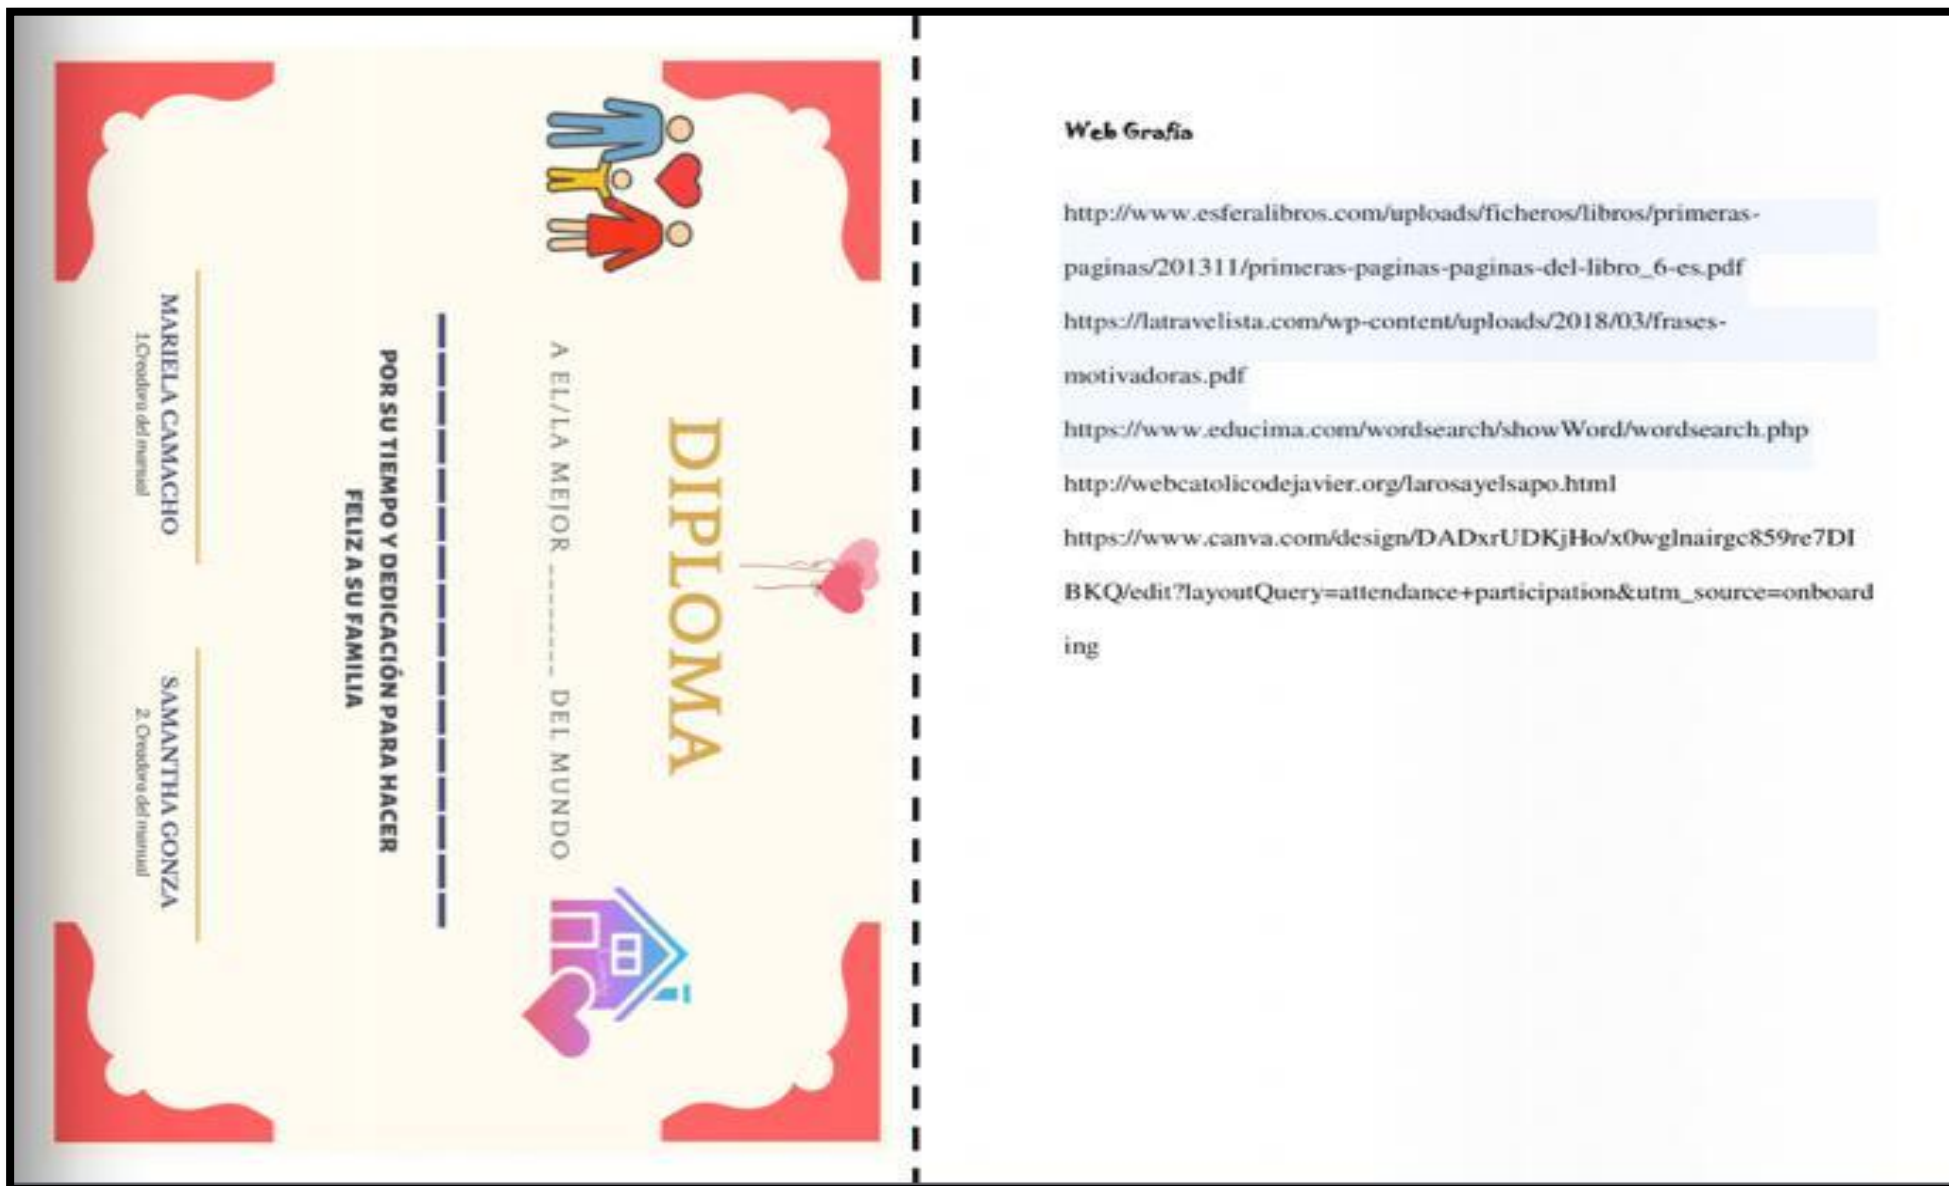 DIPLOMA
A EL/LA MEJOR _________ DEL MUNDO
POR SU TIEMPO Y DEDICACIÓN PARA HACER
FELIZ A SU FAMILIA
MARIELA CAMACHO
1.Creadora del manual
SAMANTHA GONZA
2. Creadora del manual
Web Grafía
http://www.esferalibros.com/uploads/ficheros/libros/primeras-
paginas/201311/primeras-paginas-paginas-del-libro_6-es.pdf
https://latravelista.com/wp-content/uploads/2018/03/frases-
motivadoras.pdf
https://www.educima.com/wordsearch/showWord/wordsearch.php
http://webcatolicodejavier.org/larosayelsapo.html
https://www.canva.com/design/DADxrUDKjHo/x0wglnairgc859re7DI
BKQ/edit?layoutQuery=attendance+participation&utm_source=onboard
ing